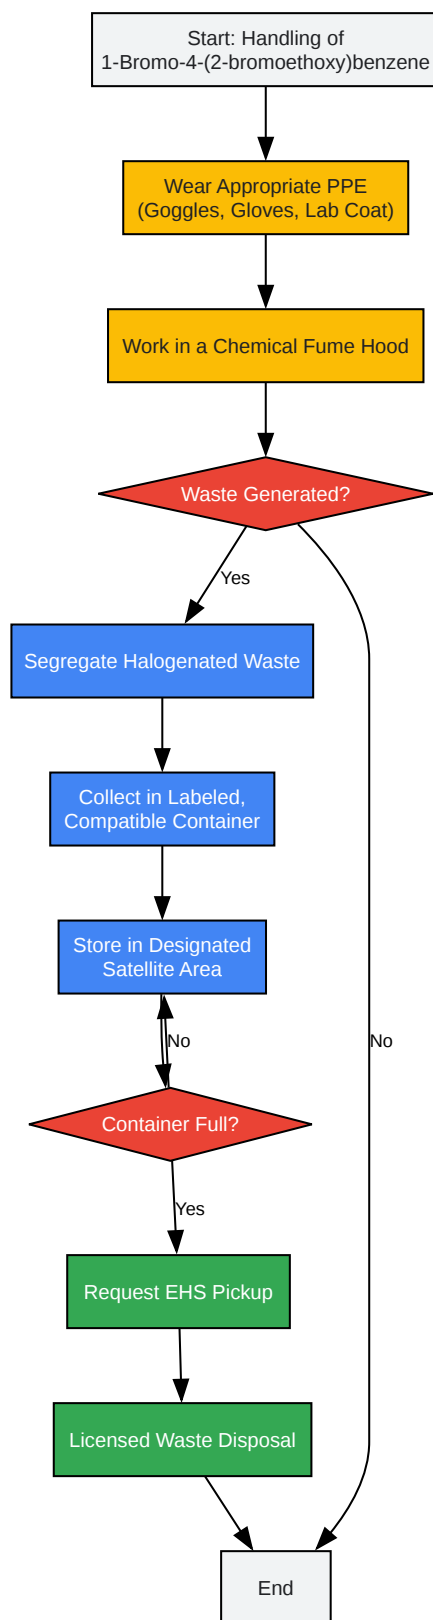 Start: Handling of
1-Bromo-4-(2-bromoethoxy)benzene
Wear Appropriate PPE
(Goggles, Gloves, Lab Coat)
Work in a Chemical Fume Hood
Waste Generated?
Yes
Segregate Halogenated Waste
Collect in Labeled,
Compatible Container
Store in Designated
Satellite Area
No
No
Container Full?
Yes
Request EHS Pickup
Licensed Waste Disposal
End